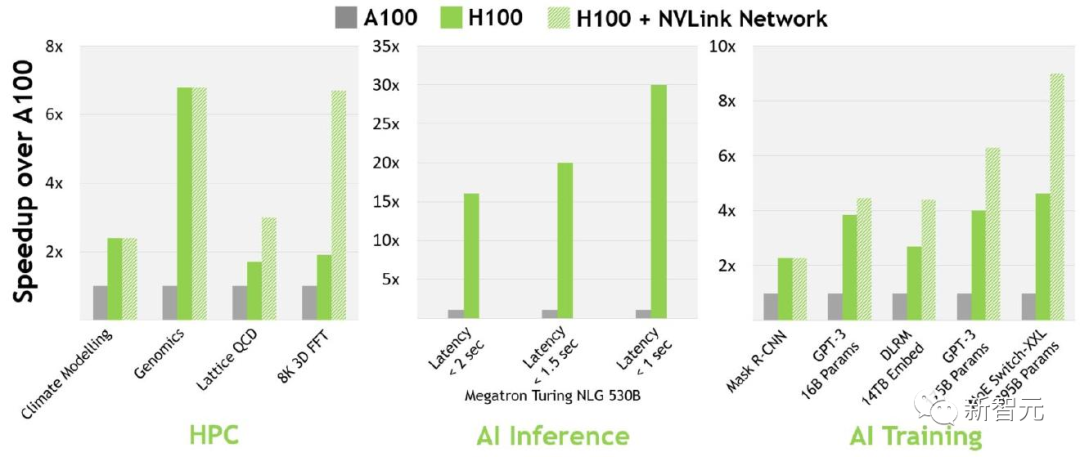 A100 H100 H100 + NVLink Network
Speedup over A100
8x
6x
4x
2x
Climate Modelling
Genomics
Lattice QCD
8K 3D FFT
HPC
35x
30x
25x
20x
15x
10x
5x
Latency
< 2 sec
Latency
< 1.5 sec
Latency
< 1 sec
Megatron Turing NLG 530B
AI Inference
10x
8x
6x
4x
2x
Mask R-CNN
GPT-3
16B Params
DLRM
14TB Embed
GPT-3
Params
Switch-XXL
Params
AI Training
新智元